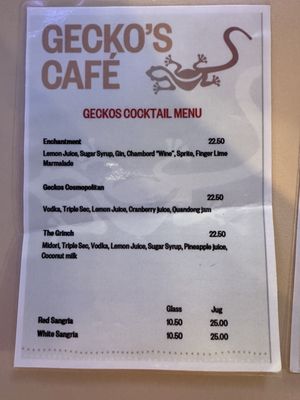 GECKO'S
CAFÉ
GECKOS COCKTAIL MENU
Enchantment 22.50
Lemon Juice, Sugar Syrup, Gin, Chambord "Wine", Sprite, Finger Lime
Marmalade
Geckos Cosmopolitan
22.50
Vodka, Triple Sec, Lemon Juice, Cranberry juice, Quandong jam
The Grinch 22.50
Midori, Triple Sec, Vodka, Lemon Juice, Sugar Syrup, Pineapple juice,
Coconut milk
Glass Jug
Red Sangria 10.50 25.00
White Sangria 10.50 25.00